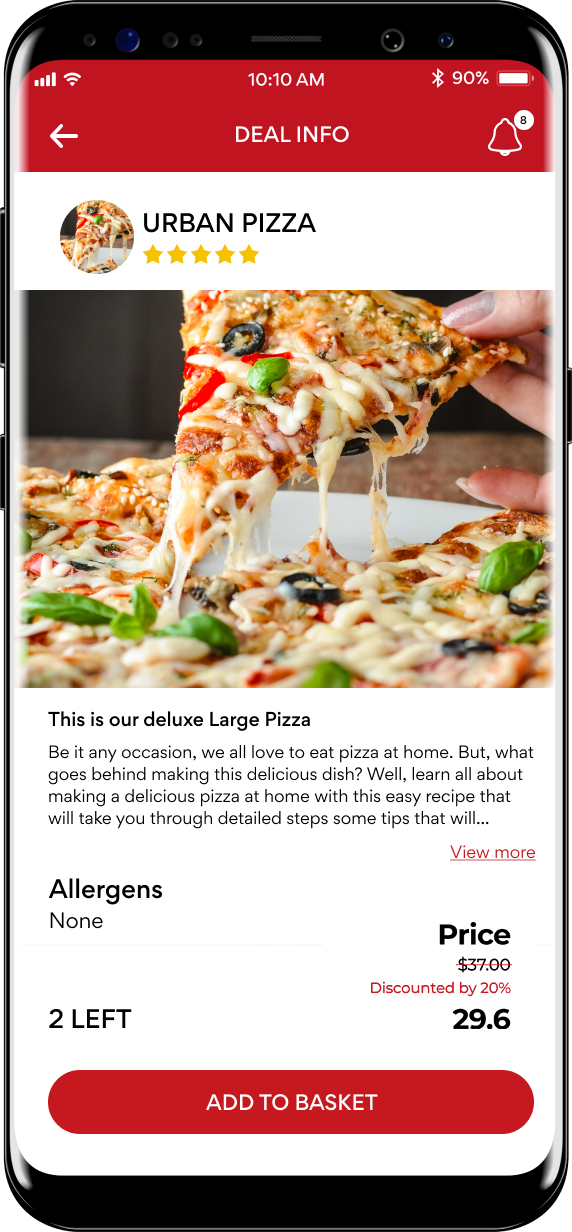 10:10 AM
90%
DEAL INFO
8
URBAN PIZZA
This is our deluxe Large Pizza
Be it any occasion, we all love to eat pizza at home. But, what
goes behind making this delicious dish? Well, learn all about
making a delicious pizza at home with this easy recipe that
will take you through detailed steps some tips that will...
View more
Allergens
None
Price
$37.00
Discounted by 20%
2 LEFT
29.6
ADD TO BASKET